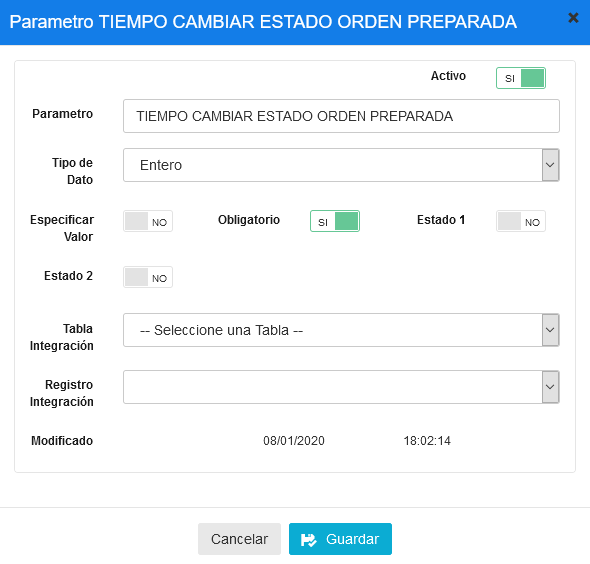 Parametro TIEMPO CAMBIAR ESTADO ORDEN PREPARADA
Activo SI
Parametro TIEMPO CAMBIAR ESTADO ORDEN PREPARADA
Tipo de
Dato
Entero
Especificar
Valor
NO
Obligatorio SI
Estado 1 NO
Estado 2 NO
Tabla
Integración
-- Seleccione una Tabla --
Registro
Integración
Modificado 08/01/2020 18:02:14
Cancelar Guardar